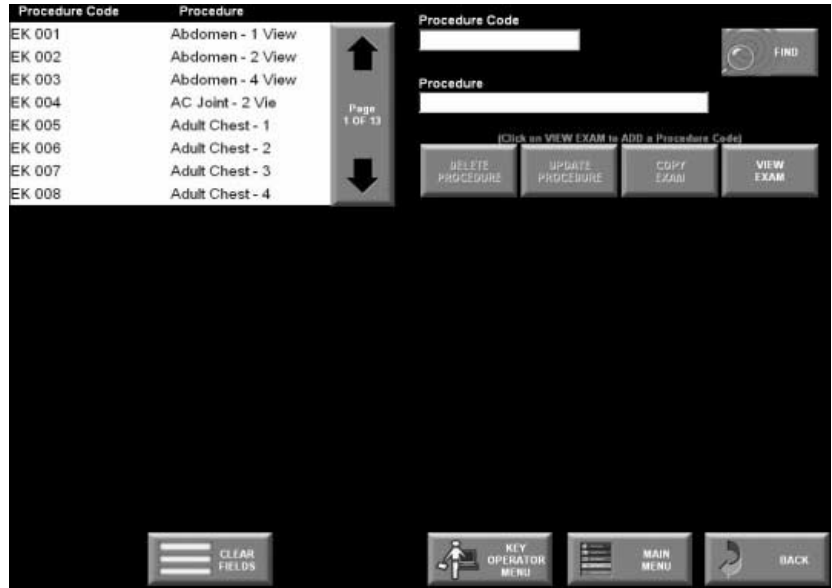 Procedure Code Procedure
EK 001 Abdomen - 1 View
EK 002 Abdomen - 2 View
EK 003 Abdomen - 4 View
EK 004 AC Joint - 2 Vie
EK 005 Adult Chest - 1
EK 006 Adult Chest - 2
EK 007 Adult Chest - 3
EK 008 Adult Chest - 4
Page
1 OF 13
Procedure Code
FIND
Procedure
(Click on VIEW EXAM to ADD a Procedure Code)
DELETE
PROCEDURE
UPDATE
PROCEDURE
COPY
EXAM
VIEW
EXAM
CLEAR
FIELDS
KEY
OPERATOR
MENU
MAIN
MENU
BACK